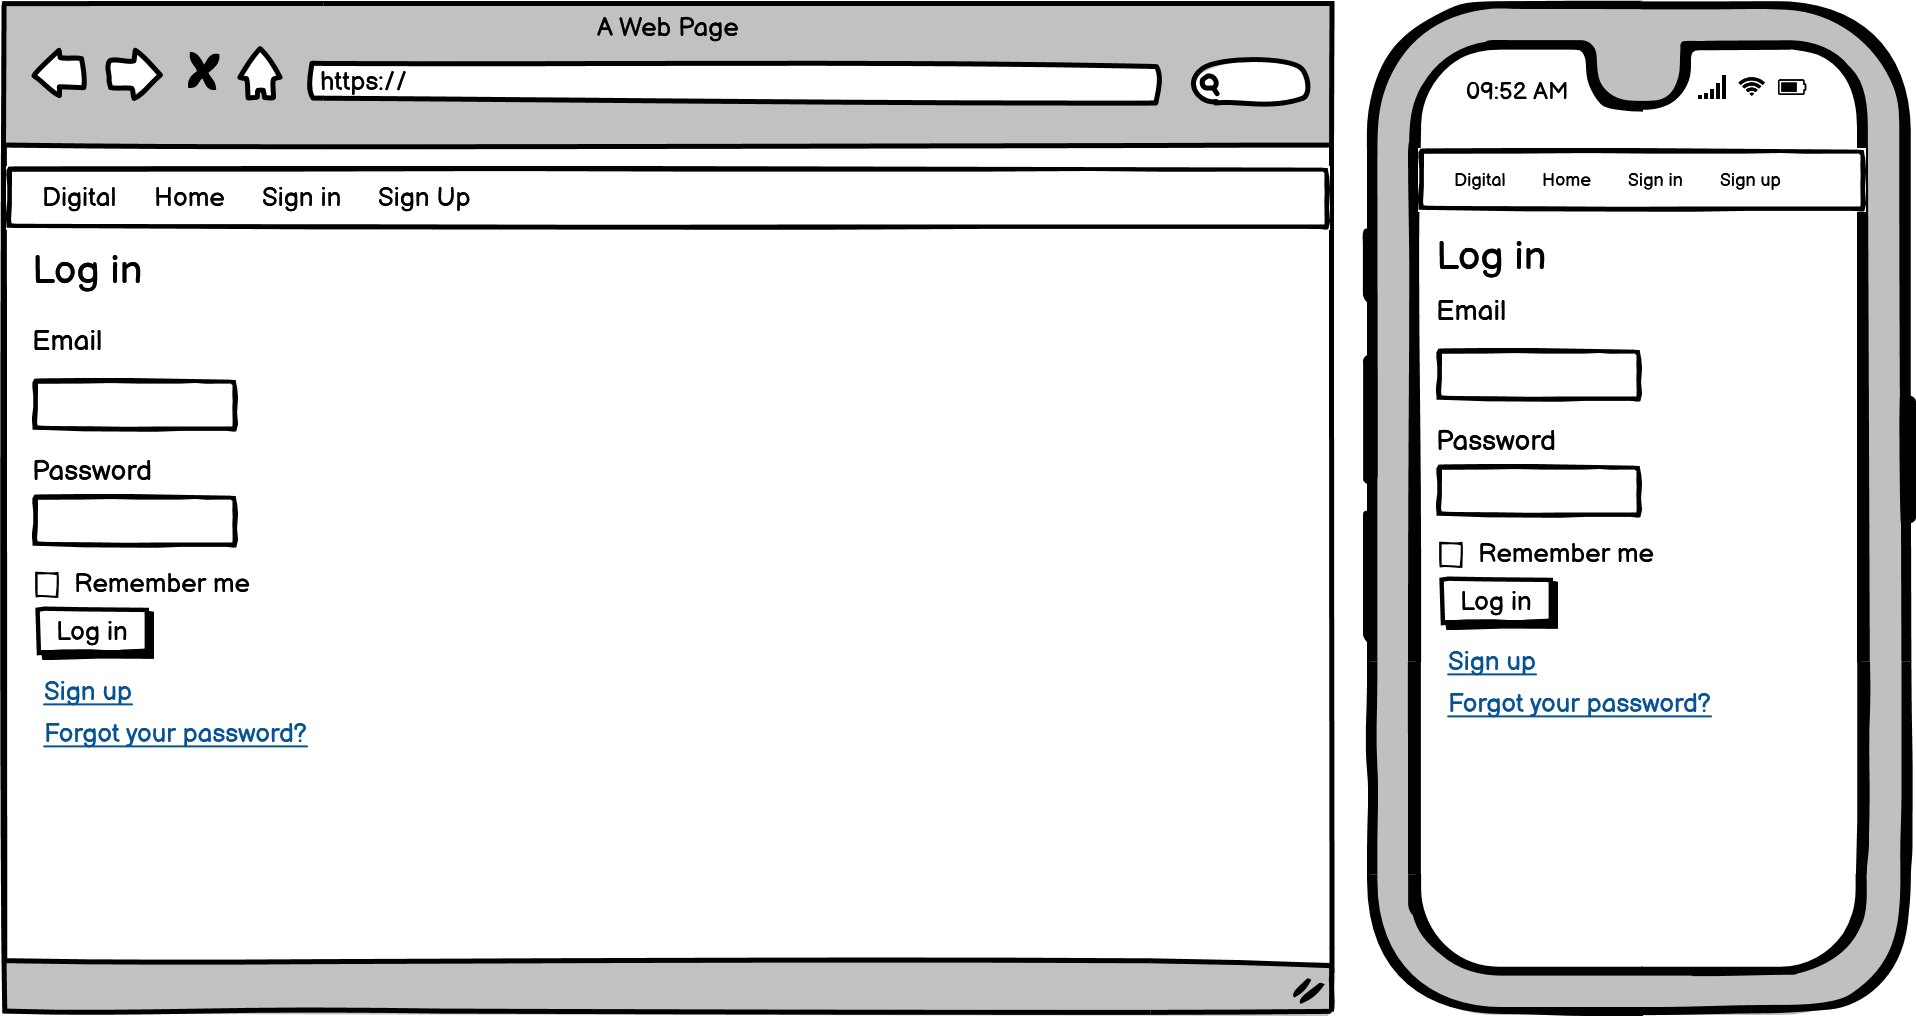 A Web Page
https://
Digital Home Sign in Sign Up
Log in
Email
Password
Remember me
Log in
Sign up
Forgot your password?
09:52 AM
Digital Home Sign in Sign up
Log in
Email
Password
Remember me
Log in
Sign up
Forgot your password?